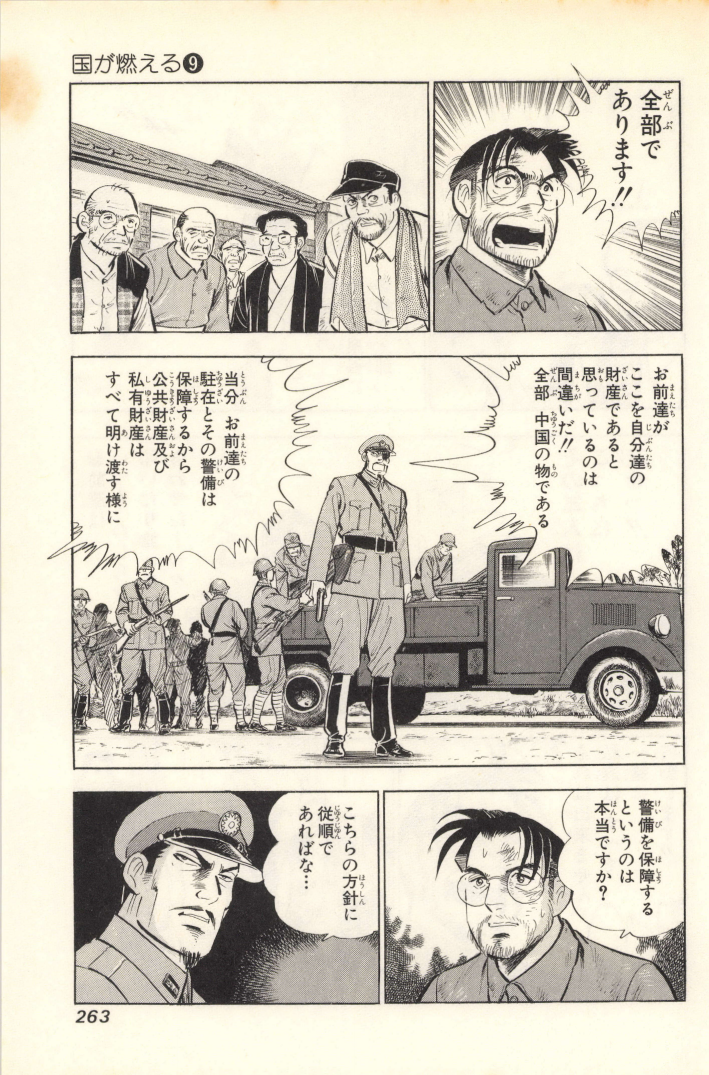 国が燃える❾
全部で
あります!!
お前達が
ここを自分達の
財産であると
思っているのは
間違いだ!!
全部 中国の物である
当分 お前達の
駐在とその警備は
保障するから
公共財産及び
私有財産は
すべて明け渡す様に
警備を保障する
というのは
本当ですか?
こちらの方針に
従順で
あればな…
263